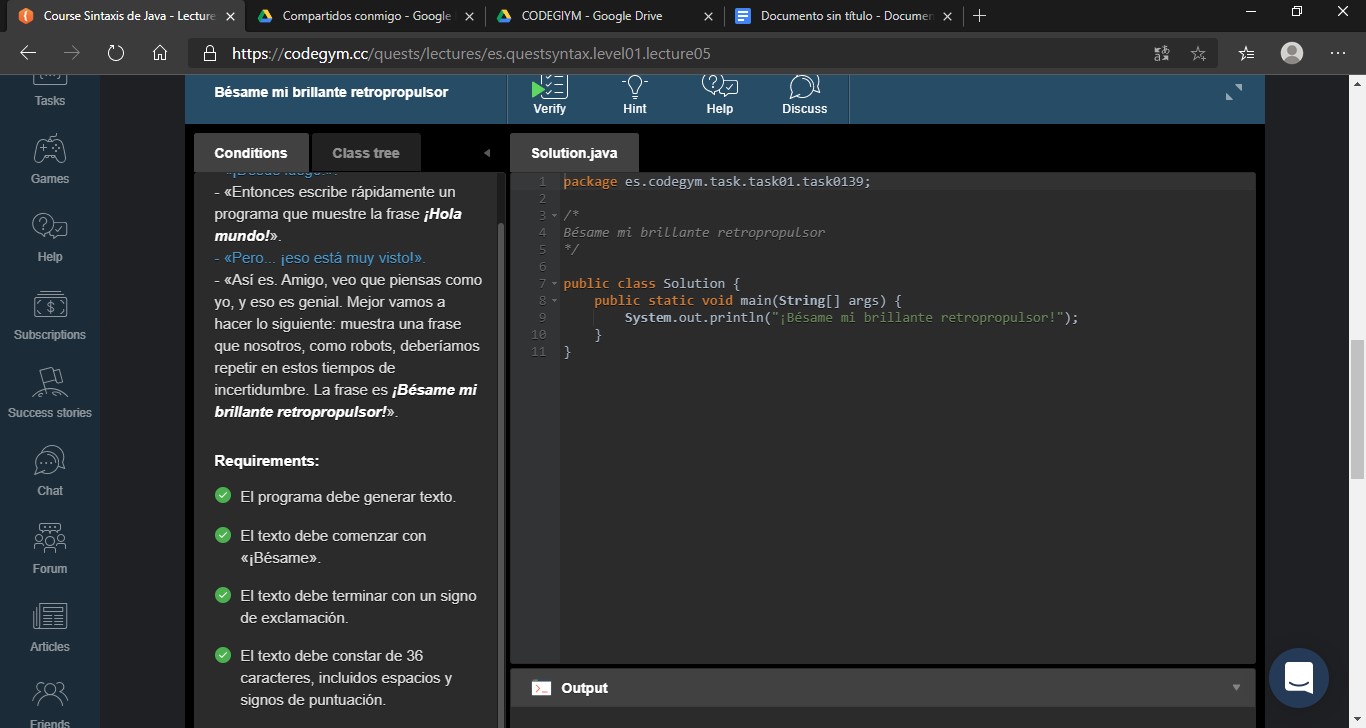 Course Sintaxis de Java - Lecture
Compartidos conmigo - Google
CODEGIYM - Google Drive
Documento sin título - Documen
https://codegym.cc/quests/lectures/es.questsyntax.level01.lecture05
Tasks
Games
Help
Subscriptions
Success stories
Chat
Forum
Articles
Friends
Bésame mi brillante retropropulsor
Verify
Hint
Help
Discuss
Conditions
Class tree
- «Entonces escribe rápidamente un
programa que muestre la frase ¡Hola
mundo!».
- «Pero... ¡eso está muy visto!».
- «Así es. Amigo, veo que piensas como
yo, y eso es genial. Mejor vamos a
hacer lo siguiente: muestra una frase
que nosotros, como robots, deberíamos
repetir en estos tiempos de
incertidumbre. La frase es ¡Bésame mi
brillante retropropulsor!».
Requirements:
El programa debe generar texto.
El texto debe comenzar con
«¡Bésame».
El texto debe terminar con un signo
de exclamación.
El texto debe constar de 36
caracteres, incluidos espacios y
signos de puntuación.
Solution.java
1 package es.codegym.task.task01.task0139;
2
3 /*
4 Bésame mi brillante retropropulsor
5 */
6
7 public class Solution {
8 public static void main(String[] args) {
9 System.out.println("¡Bésame mi brillante retropropulsor!");
10 }
11 }
Output